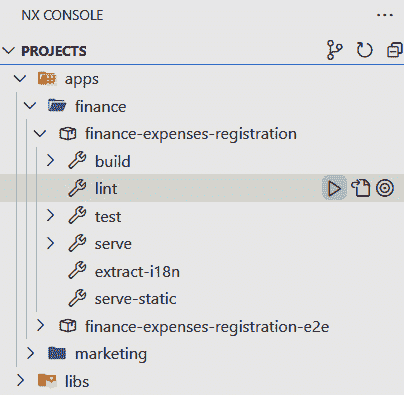 NX CONSOLE
PROJECTS
apps
finance
finance-expenses-registration
build
lint
test
serve
extract-i18n
serve-static
finance-expenses-registration-e2e
marketing
libs